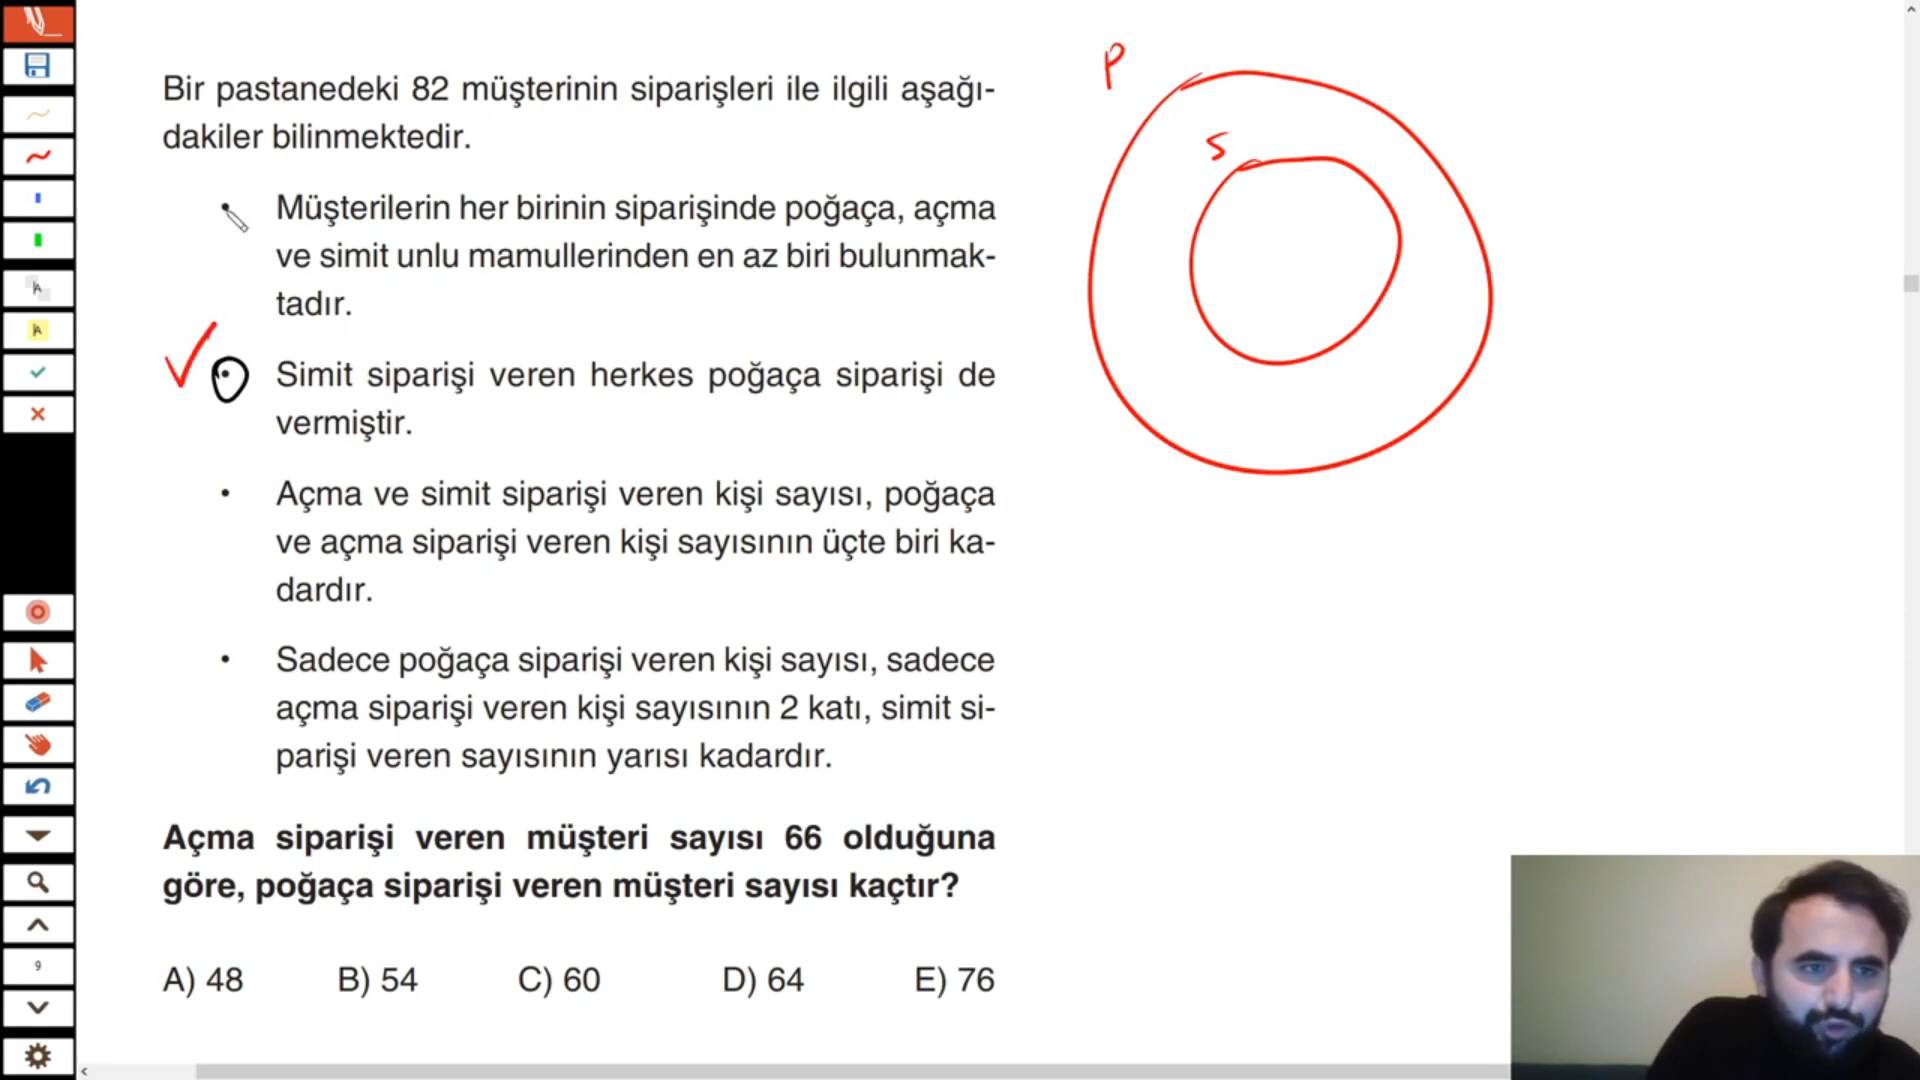 Bir pastanedeki 82 müşterinin siparişleri ile ilgili aşağı-
dakiler bilinmektedir.
Müşterilerin her birinin siparişinde poğaça, açma
ve simit unlu mamullerinden en az biri bulunmak-
tadır.
• Simit siparişi veren herkes poğaça siparişi de
vermiştir.
• Açma ve simit siparişi veren kişi sayısı, poğaça
ve açma siparişi veren kişi sayısının üçte biri ka-
dardır.
• Sadece poğaça siparişi veren kişi sayısı, sadece
açma siparişi veren kişi sayısının 2 katı, simit si-
parişi veren sayısının yarısı kadardır.
Açma siparişi veren müşteri sayısı 66 olduğuna
göre, poğaça siparişi veren müşteri sayısı kaçtır?
A) 48 B) 54 C) 60 D) 64 E) 76
P
S
9